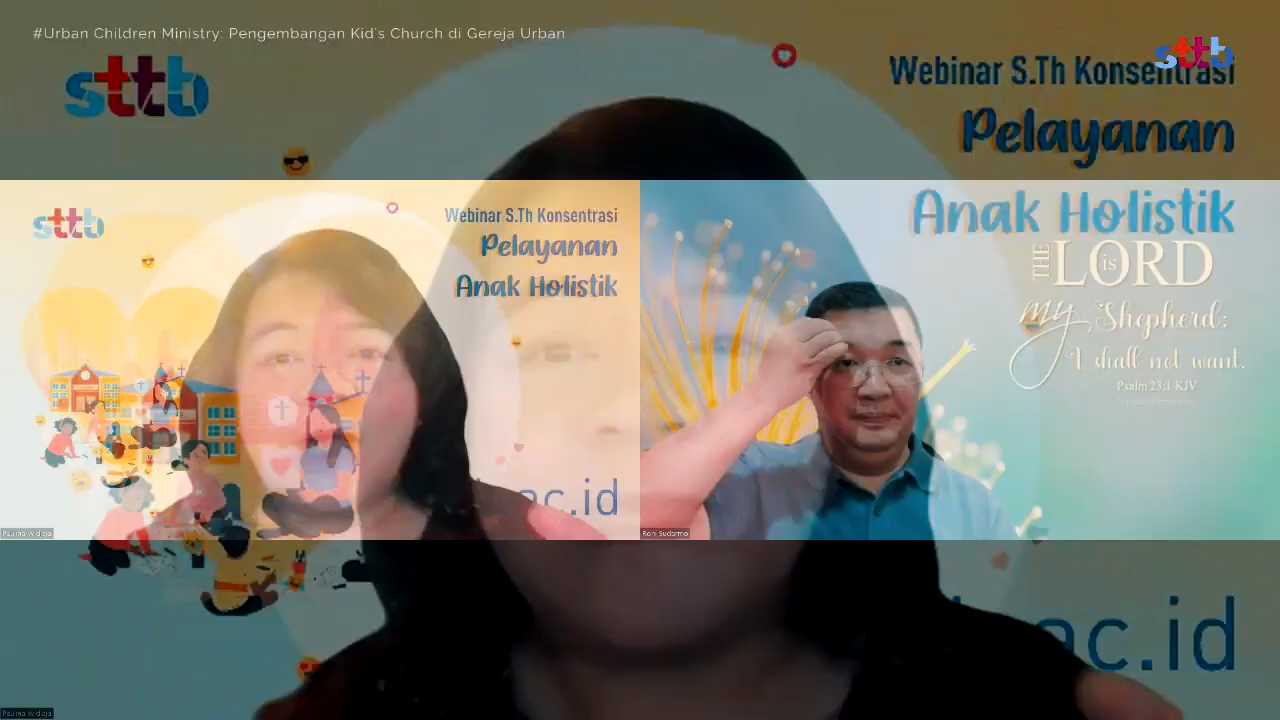 #Urban Children Ministry: Pengembangan Kid's Church di Gereja Urban
sttb
sttb
Webinar S.Th Konsentrasi
Pelayanan
Anak Holistik
sttb
Webinar S.Th Konsentrasi
Pelayanan
Anak Holistik
THE LORD is
my Shepherd:
I shall not want.
Psalm 23:1 KJV
ac.id
Roni Sudarmo
ac.id